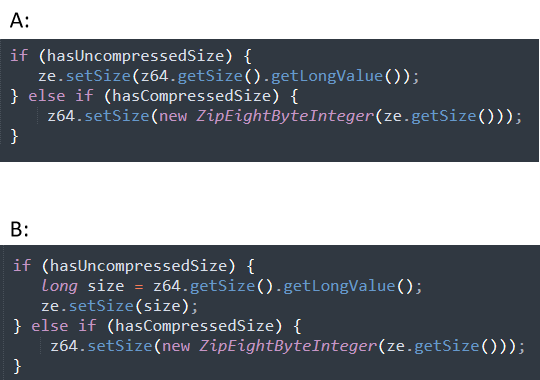 A:
if (hasUncompressedSize) {
ze.setSize(z64.getSize().getLongValue());
} else if (hasCompressedSize) {
z64.setSize(new ZipEightByteInteger(ze.getSize()));
}
B:
if (hasUncompressedSize) {
long size = z64.getSize().getLongValue();
ze.setSize(size);
} else if (hasCompressedSize) {
z64.setSize(new ZipEightByteInteger(ze.getSize()));
}